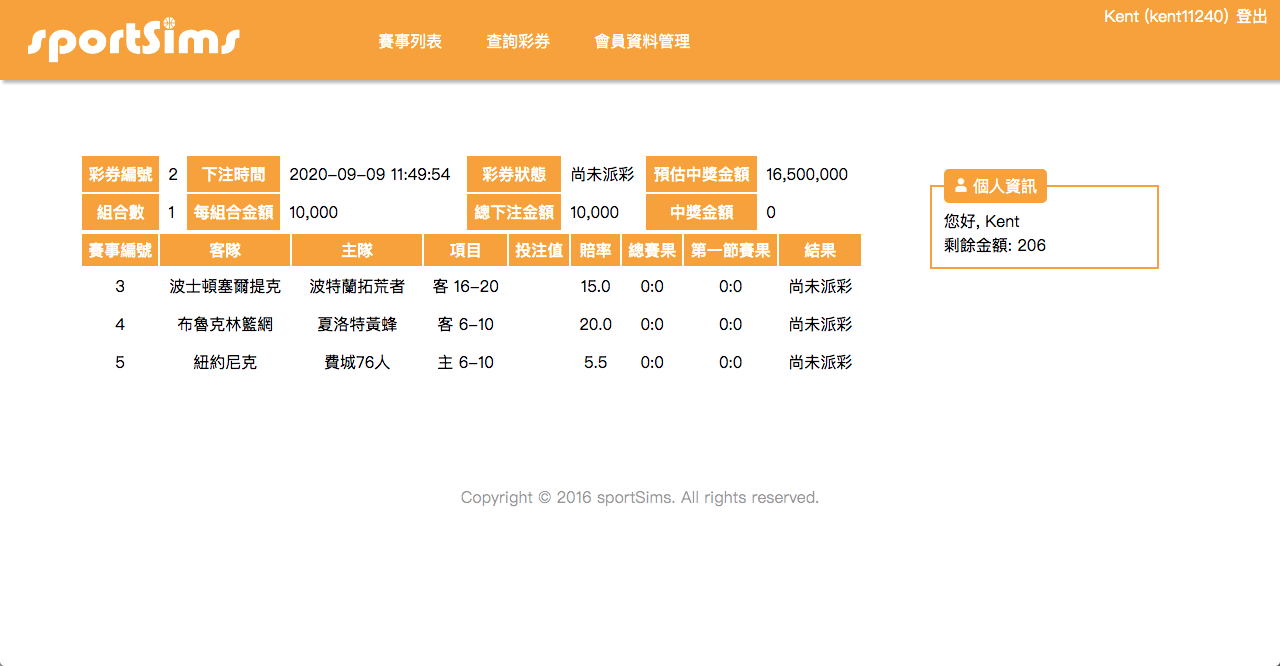 Kent (kent11240) 登出
sportSims 賽事列表 查詢彩券 會員資料管理
彩券編號 2 下注時間 2020-09-09 11:49:54 彩券狀態 尚未派彩 預估中獎金額 16,500,000
組合數 1 每組合金額 10,000 總下注金額 10,000 中獎金額 0
賽事編號 客隊 主隊 項目 投注值 賠率 總賽果 第一節賽果 結果
3 波士頓塞爾提克 波特蘭拓荒者 客 16-20 15.0 0:0 0:0 尚未派彩
4 布魯克林籃網 夏洛特黃蜂 客 6-10 20.0 0:0 0:0 尚未派彩
5 紐約尼克 費城76人 主 6-10 5.5 0:0 0:0 尚未派彩
個人資訊
您好, Kent
剩餘金額: 206
Copyright © 2016 sportSims. All rights reserved.